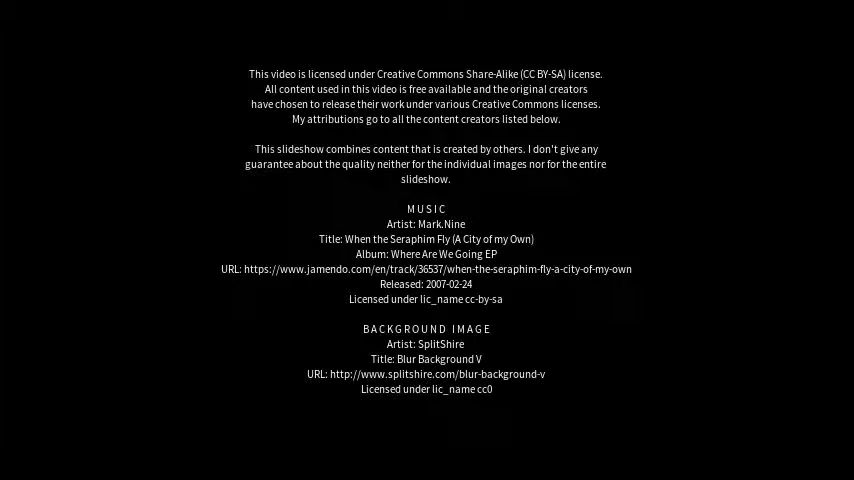 This video is licensed under Creative Commons Share-Alike (CC BY-SA) license.
All content used in this video is free available and the original creators
have chosen to release their work under various Creative Commons licenses.
My attributions go to all the content creators listed below.
This slideshow combines content that is created by others. I don't give any
guarantee about the quality neither for the individual images nor for the entire
slideshow.
MUSIC
Artist: Mark.Nine
Title: When the Seraphim Fly (A City of my Own)
Album: Where Are We Going EP
URL: https://www.jamendo.com/en/track/36537/when-the-seraphim-fly-a-city-of-my-own
Released: 2007-02-24
Licensed under lic_name cc-by-sa
BACKGROUND IMAGE
Artist: SplitShire
Title: Blur Background V
URL: http://www.splitshire.com/blur-background-v
Licensed under lic_name cc0